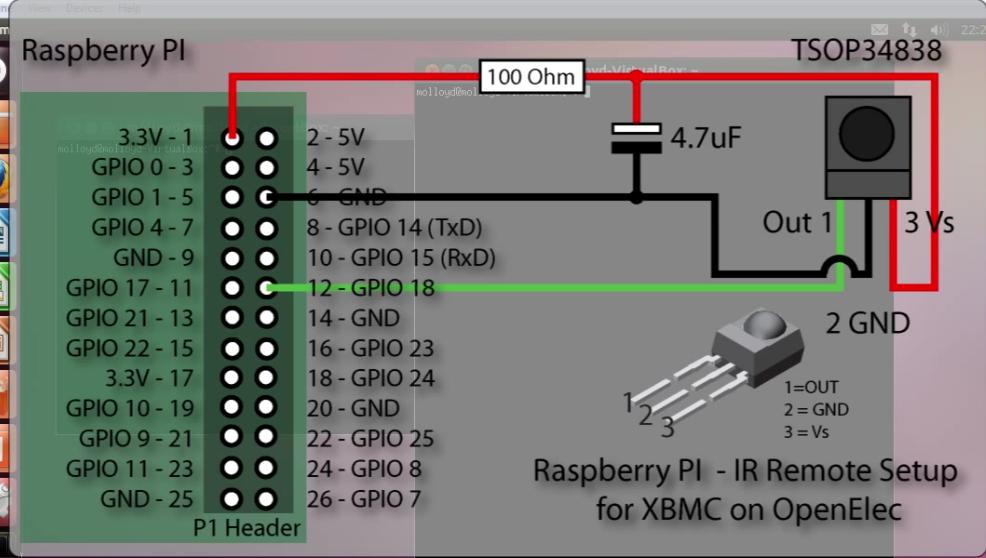 View Devices Help
22:2
Raspberry PI
TSOP34838
100 Ohm
molloyd@molloyd-VirtualBox:
4.7uF
3.3V - 1
2 - 5V
GPIO 0 - 3
4 - 5V
GPIO 1 - 5
6 - GND
GPIO 4 - 7
8 - GPIO 14 (TxD)
GND - 9
10 - GPIO 15 (RxD)
GPIO 17 - 11
12 - GPIO 18
GPIO 21 - 13
14 - GND
GPIO 22 - 15
16 - GPIO 23
3.3V - 17
18 - GPIO 24
GPIO 10 - 19
20 - GND
GPIO 9 - 21
22 - GPIO 25
GPIO 11 - 23
24 - GPIO 8
GND - 25
26 - GPIO 7
P1 Header
Out 1
3 Vs
2 GND
1
2
3
1=OUT
2 = GND
3 = Vs
Raspberry PI - IR Remote Setup
for XBMC on OpenElec